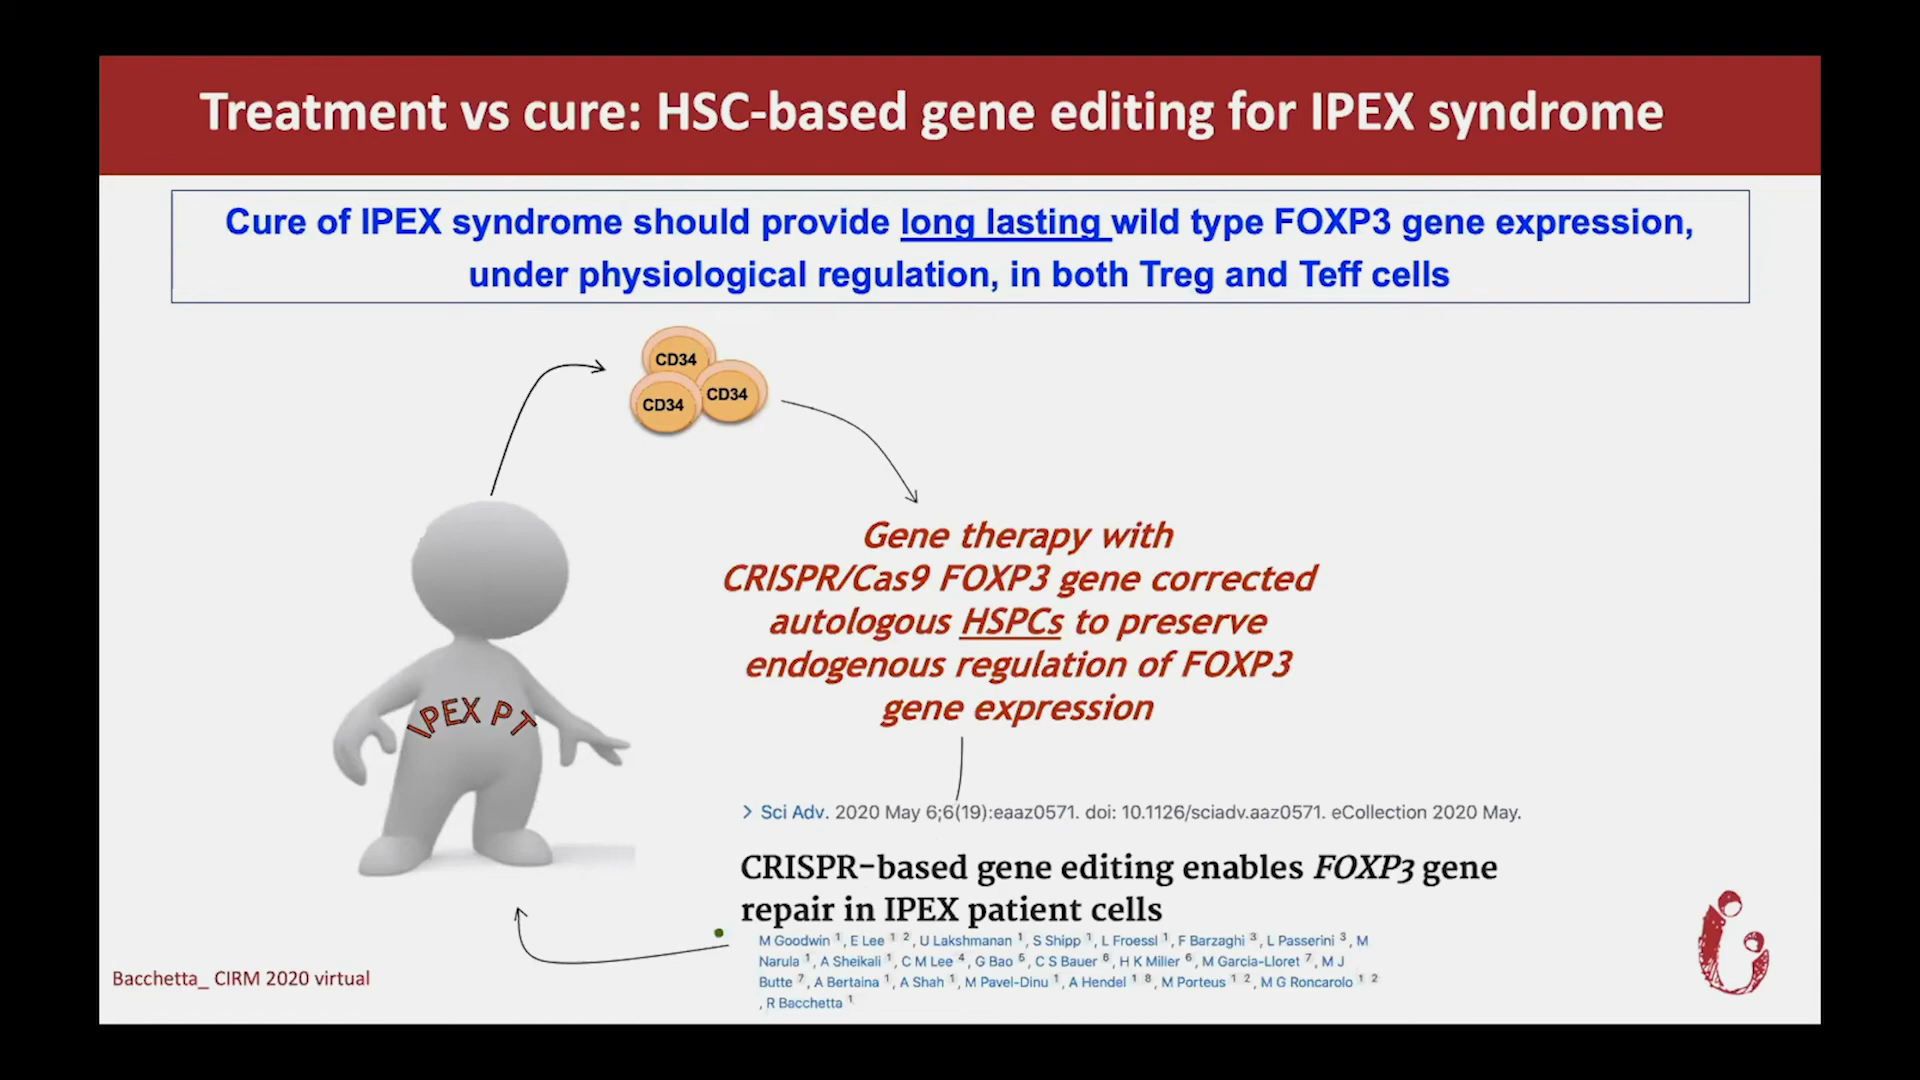 Treatment vs cure: HSC-based gene editing for IPEX syndrome
Cure of IPEX syndrome should provide long lasting wild type FOXP3 gene expression,
under physiological regulation, in both Treg and Teff cells
CD34
CD34
CD34
Gene therapy with
CRISPR/Cas9 FOXP3 gene corrected
autologous HSPCs to preserve
endogenous regulation of FOXP3
gene expression
IPEX PT
> Sci Adv. 2020 May 6;6(19):eaaz0571. doi: 10.1126/sciadv.aaz0571. eCollection 2020 May.
CRISPR-based gene editing enables FOXP3 gene
repair in IPEX patient cells
M Goodwin 1, E Lee 1 2, U Lakshmanan 1, S Shipp 1, L Froessl 1, F Barzaghi 3, L Passerini 3, M
Narula 1, A Sheikali 1, C M Lee 4, G Bao 5, C S Bauer 6, H K Miller 6, M Garcia-Lloret 7, M J
Butte 7, A Bertaina 1, A Shah 1, M Pavel-Dinu 1, A Hendel 1 8, M Porteus 1 2, M G Roncarolo 1 2
, R Bacchetta 1
Bacchetta_ CIRM 2020 virtual